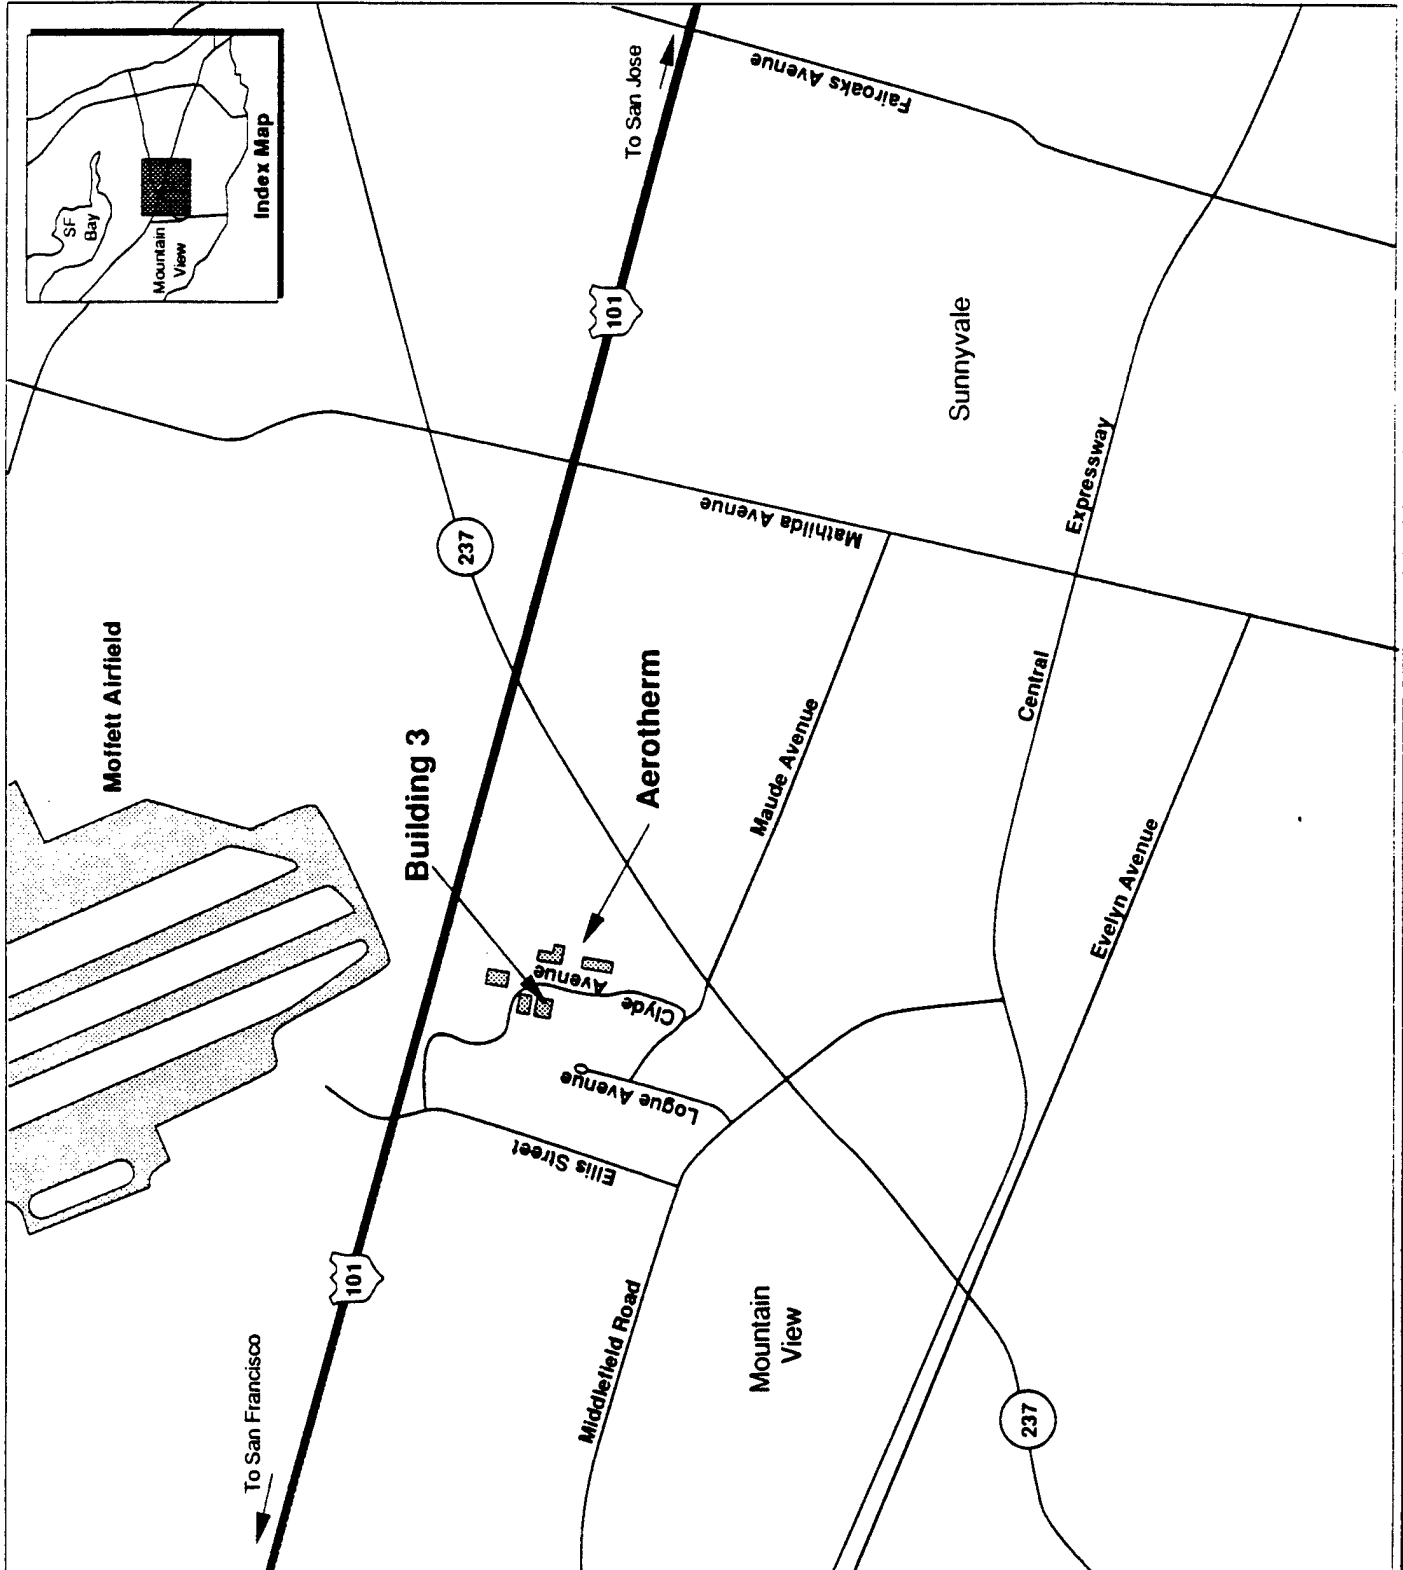 To San Francisco
101
Moffett Airfield
Building 3
Aerotherm
237
101
To San Jose
SF
Bay
Mountain
View
Index Map
Fairoaks Avenue
Mathilda Avenue
Sunnyvale
Ellis Street
Logue Avenue
Clyde
Avenue
Maude Avenue
Middlefield Road
Mountain
View
Central
Expressway
Evelyn Avenue
237